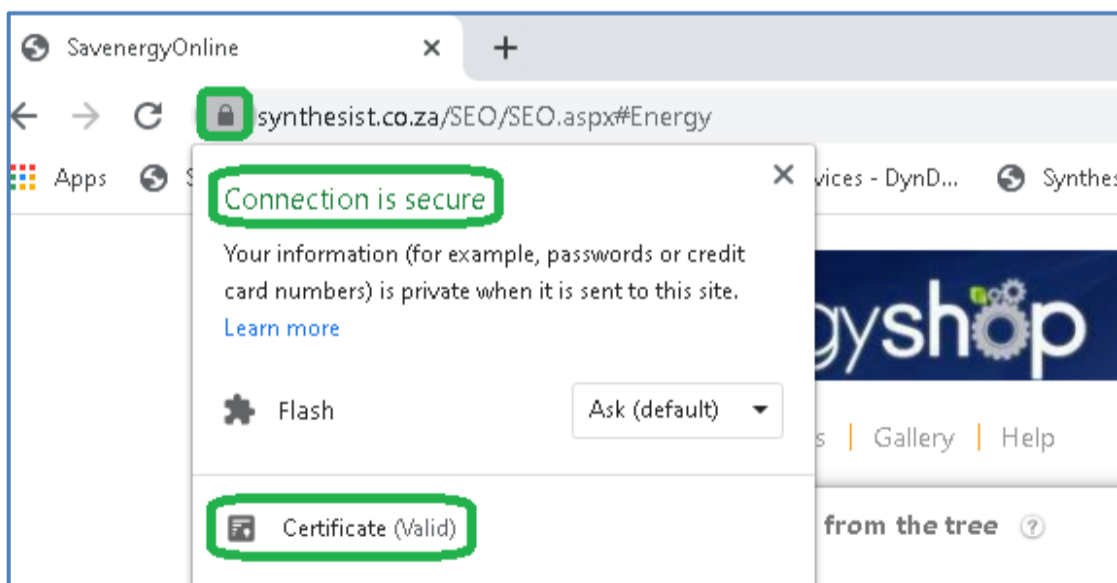 SavenergyOnline
synthesist.co.za/SEO/SEO.aspx#Energy
Apps
vices - DynD...
Synthes
Connection is secure
Your information (for example, passwords or credit
card numbers) is private when it is sent to this site.
Learn more
gyshop
Flash
Ask (default)
s | Gallery | Help
Certificate (Valid)
from the tree ?